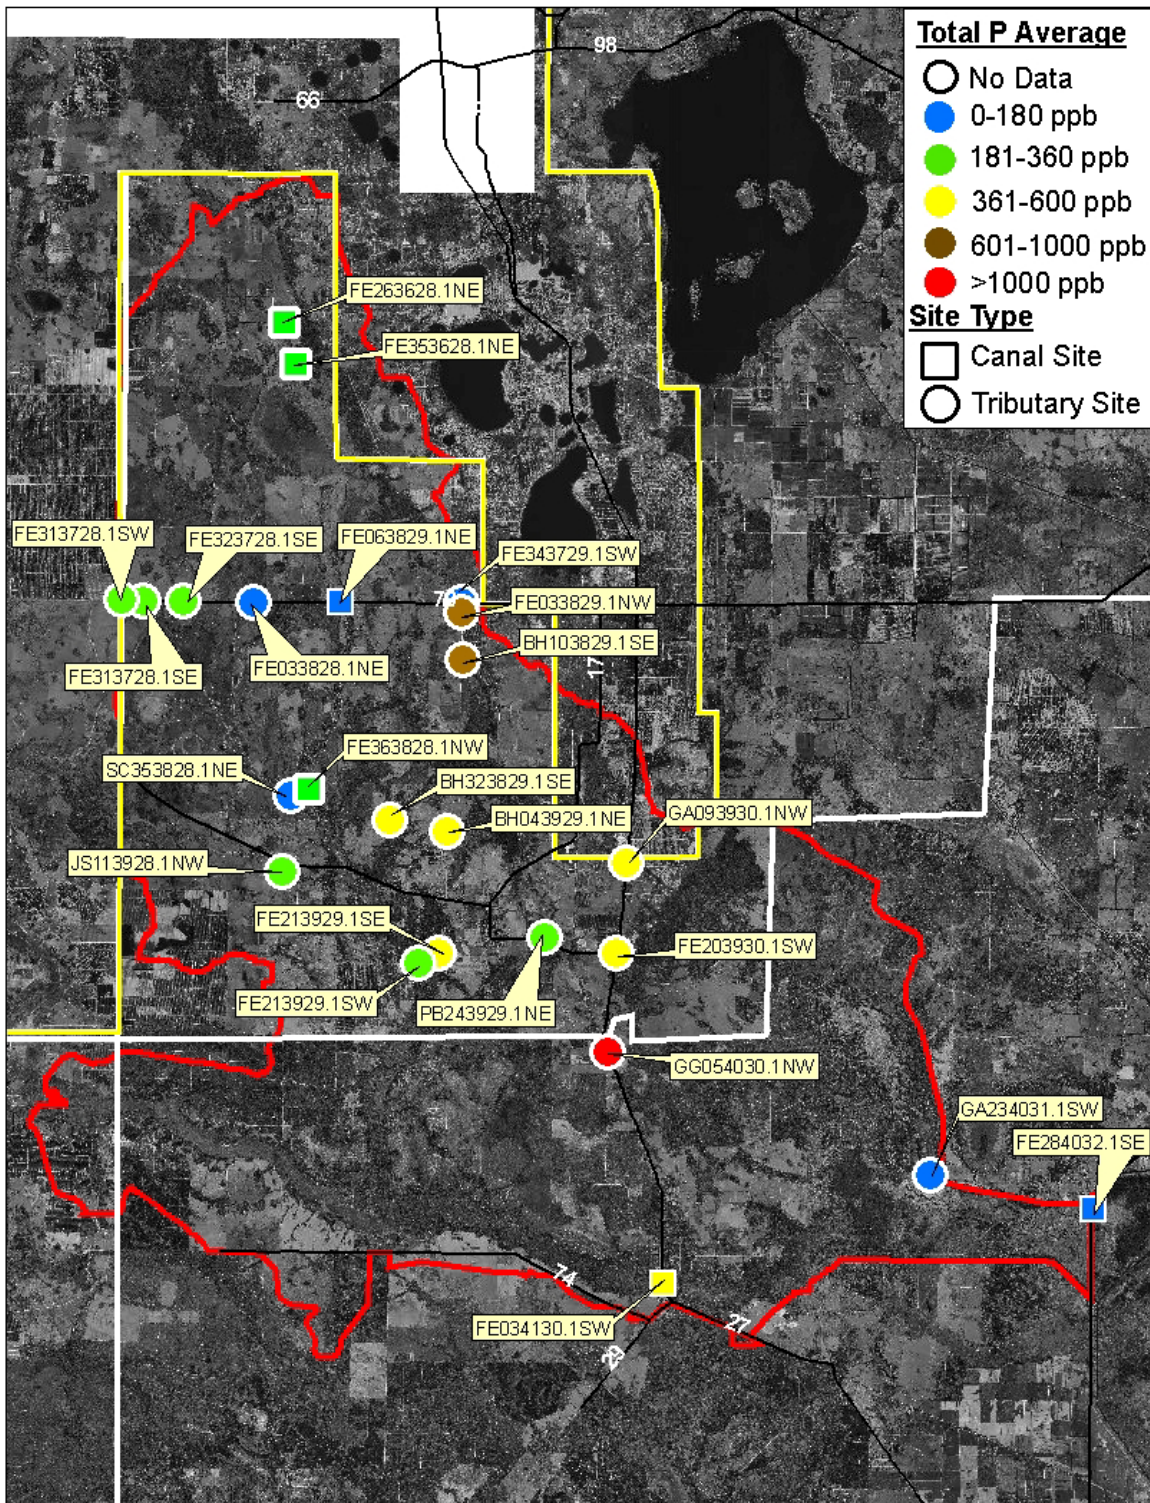 Total P Average
No Data
0-180 ppb
181-360 ppb
361-600 ppb
601-1000 ppb
>1000 ppb
Site Type
Canal Site
Tributary Site
98
66
FE263628.1NE
FE353628.1NE
FE313728.1SW
FE323728.1SE
FE063829.1NE
FE343729.1SW
FE033829.1NW
BH103829.1SE
FE313728.1SE
FE033828.1NE
17
FE363828.1NW
SC353828.1NE
BH323829.1SE
BH043929.1NE
GA093930.1NW
JS113928.1NW
FE213929.1SE
FE203930.1SW
FE213929.1SW
PB243929.1NE
GG054030.1NW
GA234031.1SW
FE284032.1SE
74
27
FE034130.1SW